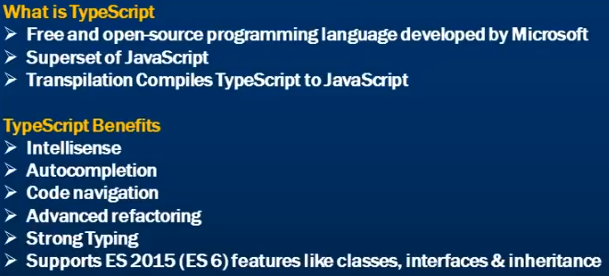 What is TypeScript
➢ Free and open-source programming language developed by Microsoft
➢ Superset of JavaScript
➢ Transpilation Compiles TypeScript to JavaScript
TypeScript Benefits
➢ Intellisense
➢ Autocompletion
➢ Code navigation
➢ Advanced refactoring
➢ Strong Typing
➢ Supports ES 2015 (ES 6) features like classes, interfaces & inheritance